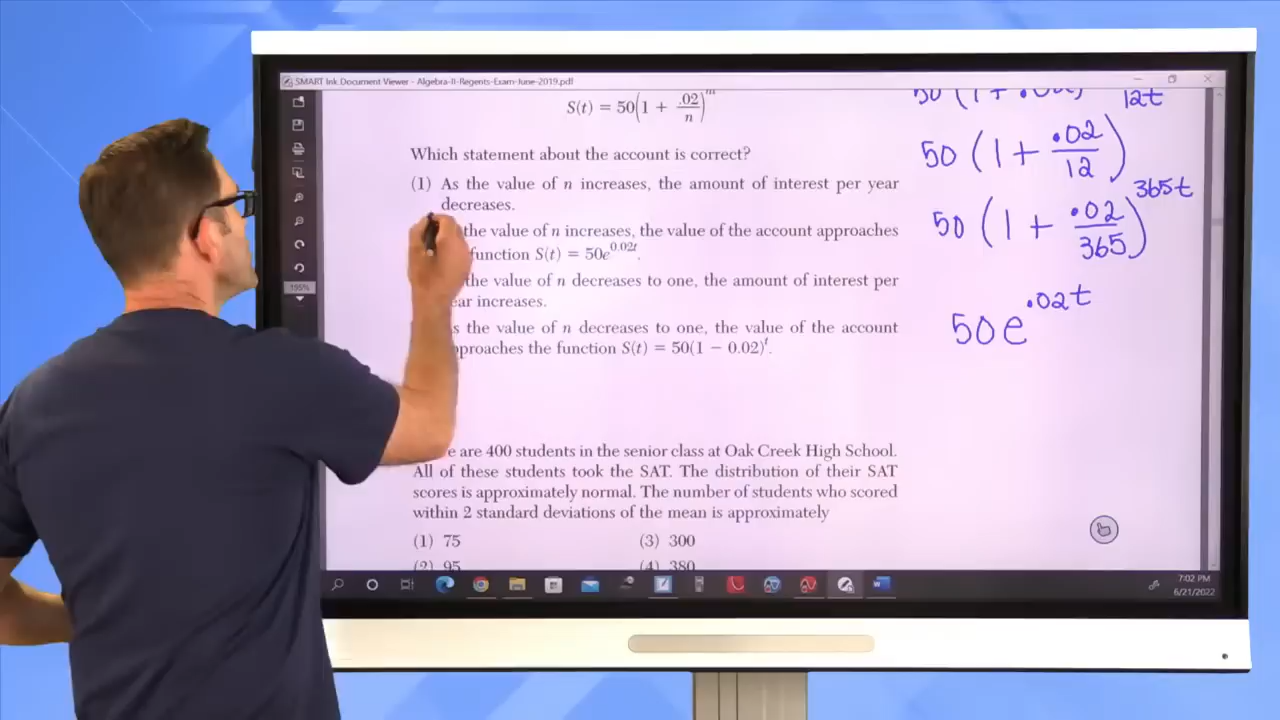 SMART Ink Document Viewer - Algebra-II-Regents-Exam-June-2019.pdf
S(t) = 50(1 + .02/n)^nt
Which statement about the account is correct?
(1) As the value of n increases, the amount of interest per year
decreases.
the value of n increases, the value of the account approaches
function S(t) = 50e^0.02t.
the value of n decreases to one, the amount of interest per
ear increases.
s the value of n decreases to one, the value of the account
pproaches the function S(t) = 50(1 − 0.02)^t.
e are 400 students in the senior class at Oak Creek High School.
All of these students took the SAT. The distribution of their SAT
scores is approximately normal. The number of students who scored
within 2 standard deviations of the mean is approximately
(1) 75 (3) 300
(2) 95 (4) 380
12t
50 (1 + .02/12)
50 (1 + .02/365)^365t
50e^.02t
195%
7:02 PM
6/21/2022